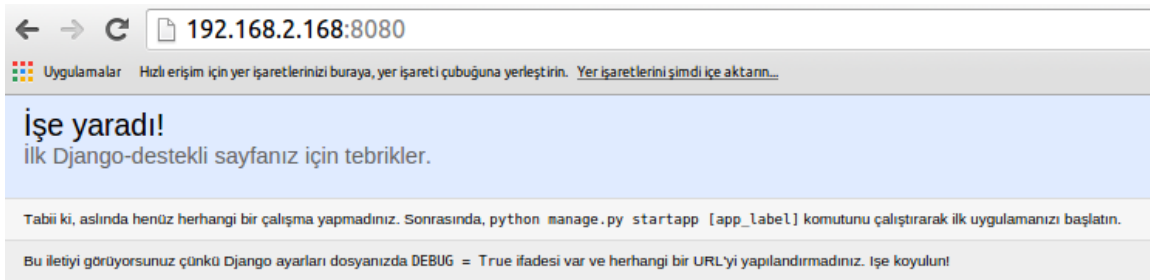 192.168.2.168:8080
Uygulamalar Hızlı erişim için yer işaretlerinizi buraya, yer işareti çubuğuna yerleştirin. Yer işaretlerini şimdi içe aktarın...
İşe yaradı!
İlk Django-destekli sayfanız için tebrikler.
Tabii ki, aslında henüz herhangi bir çalışma yapmadınız. Sonrasında, python manage.py startapp [app_label] komutunu çalıştırarak ilk uygulamanızı başlatın.
Bu iletiyi görüyorsunuz çünkü Django ayarları dosyanızda DEBUG = True ifadesi var ve herhangi bir URL'yi yapılandırmadınız. Işe koyulun!